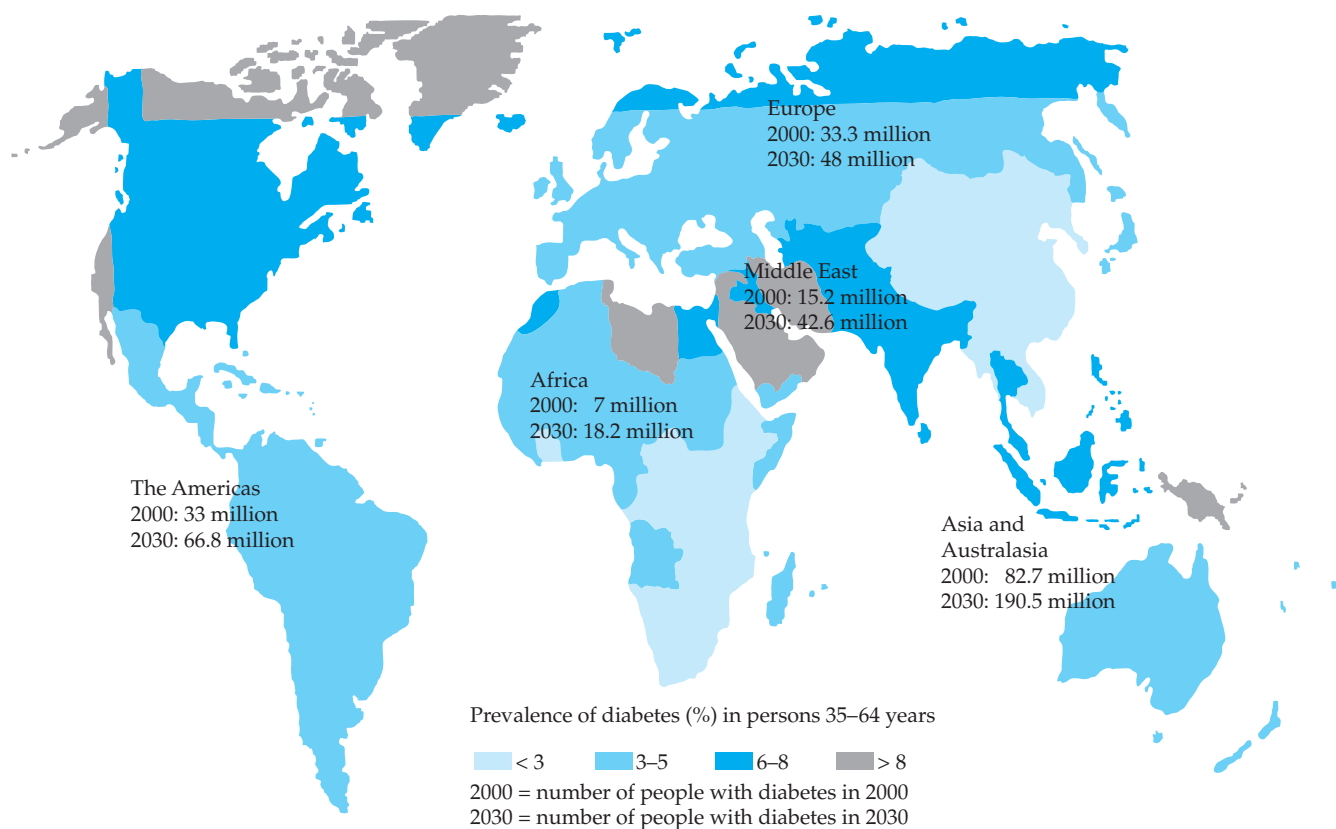 Europe
2000: 33.3 million
2030: 48 million
Middle East
2000: 15.2 million
2030: 42.6 million
Africa
2000: 7 million
2030: 18.2 million
The Americas
2000: 33 million
2030: 66.8 million
Asia and
Australasia
2000: 82.7 million
2030: 190.5 million
Prevalence of diabetes (%) in persons 35–64 years
< 3 3–5 6–8 > 8
2000 = number of people with diabetes in 2000
2030 = number of people with diabetes in 2030